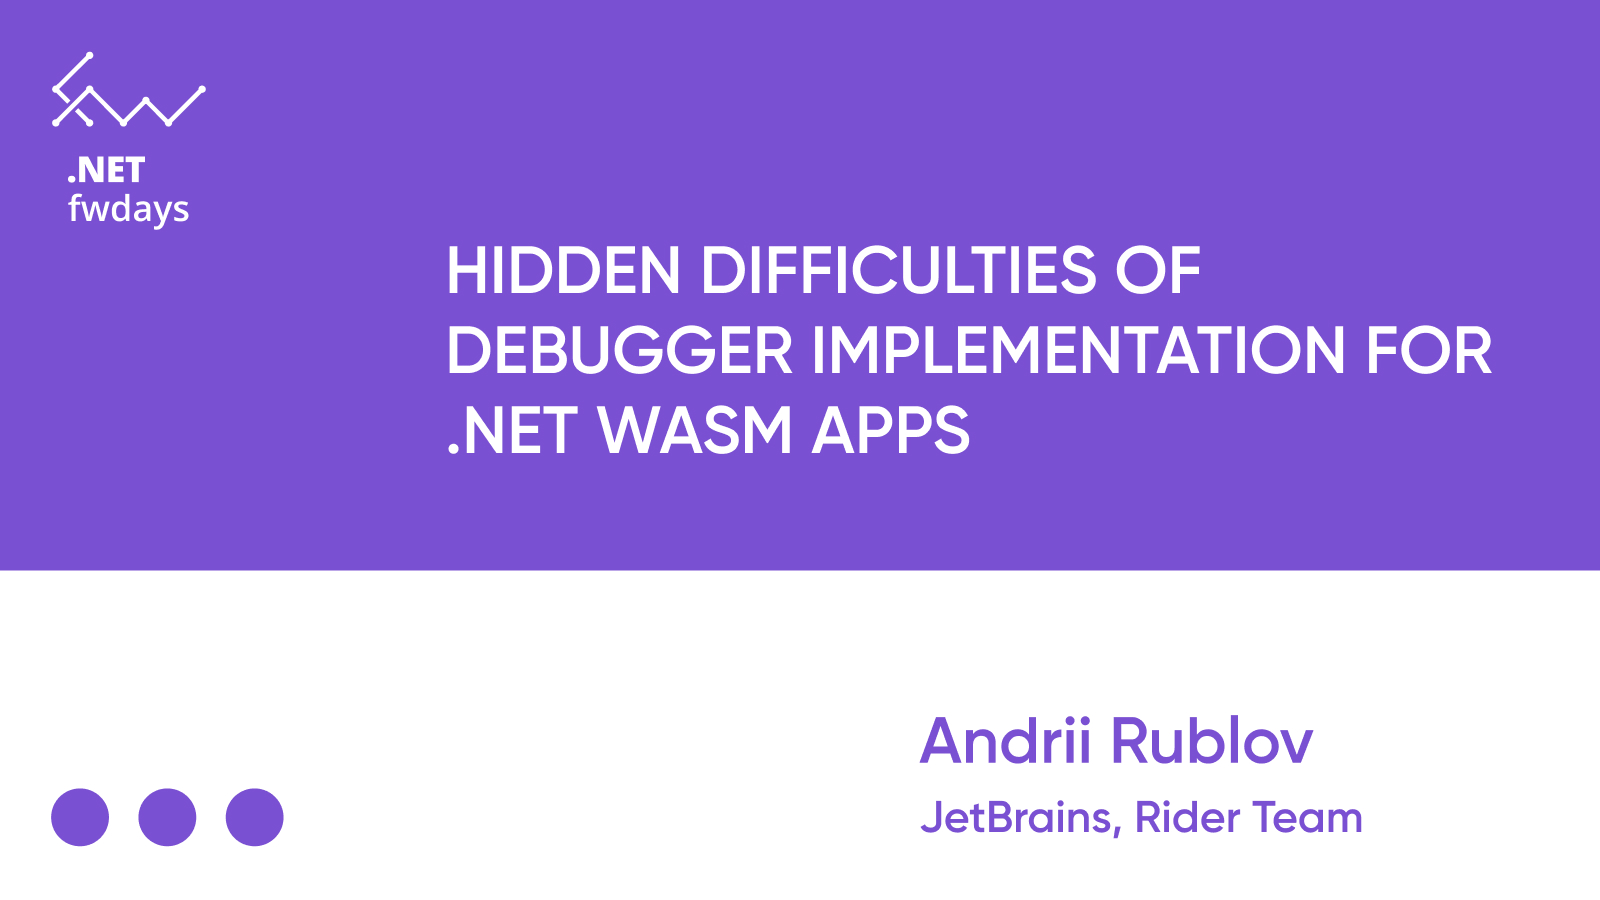 .NET
fwdays
HIDDEN DIFFICULTIES OF
DEBUGGER IMPLEMENTATION FOR
.NET WASM APPS
Andrii Rublov
JetBrains, Rider Team